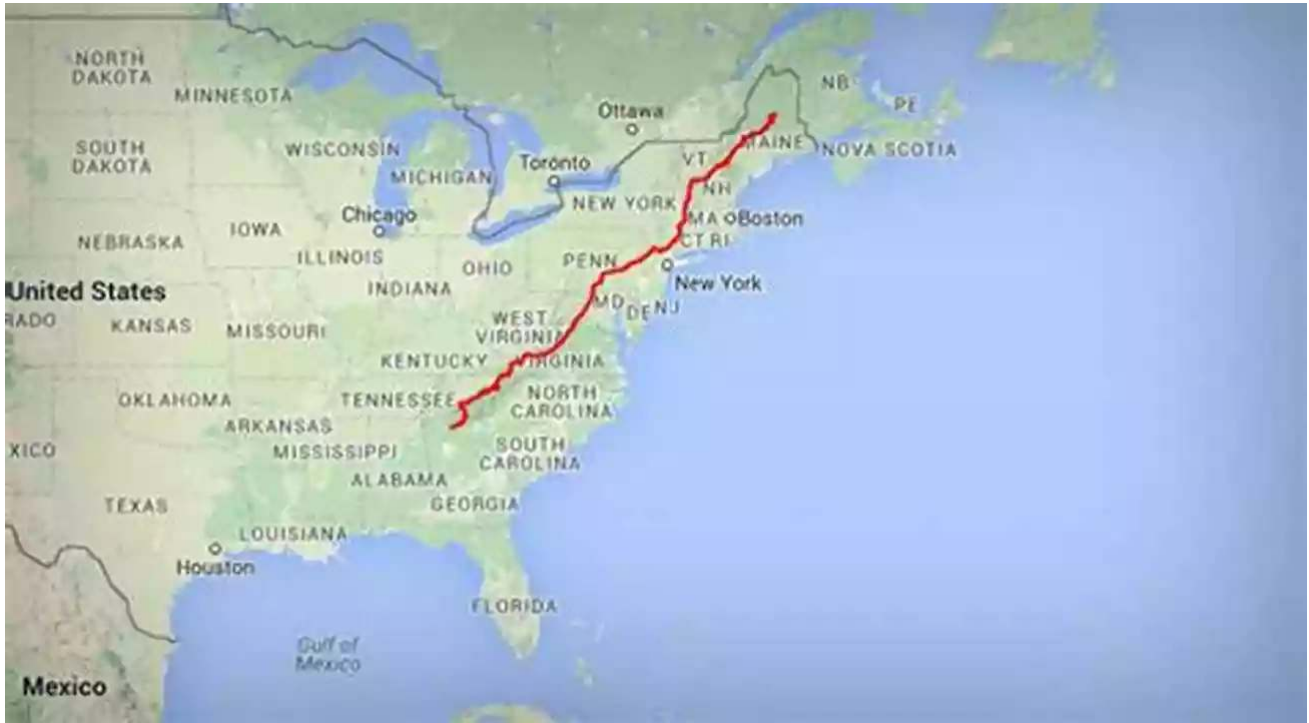 NORTH
DAKOTA
MINNESOTA
NB
PE
Ottawa
SOUTH
DAKOTA
WISCONSIN
MICHIGAN
Toronto
VT
MAINE
NOVA SCOTIA
NH
NEW YORK
Chicago
MA
Boston
IOWA
NEBRASKA
ILLINOIS
OHIO
PENN
CT RI
INDIANA
New York
United States
MD
DE
NJ
RADO
KANSAS
MISSOURI
WEST
VIRGINIA
KENTUCKY
VIRGINIA
OKLAHOMA
TENNESSEE
NORTH
CAROLINA
ARKANSAS
XICO
MISSISSIPPI
SOUTH
CAROLINA
ALABAMA
TEXAS
GEORGIA
LOUISIANA
Houston
FLORIDA
Gulf of
Mexico
Mexico